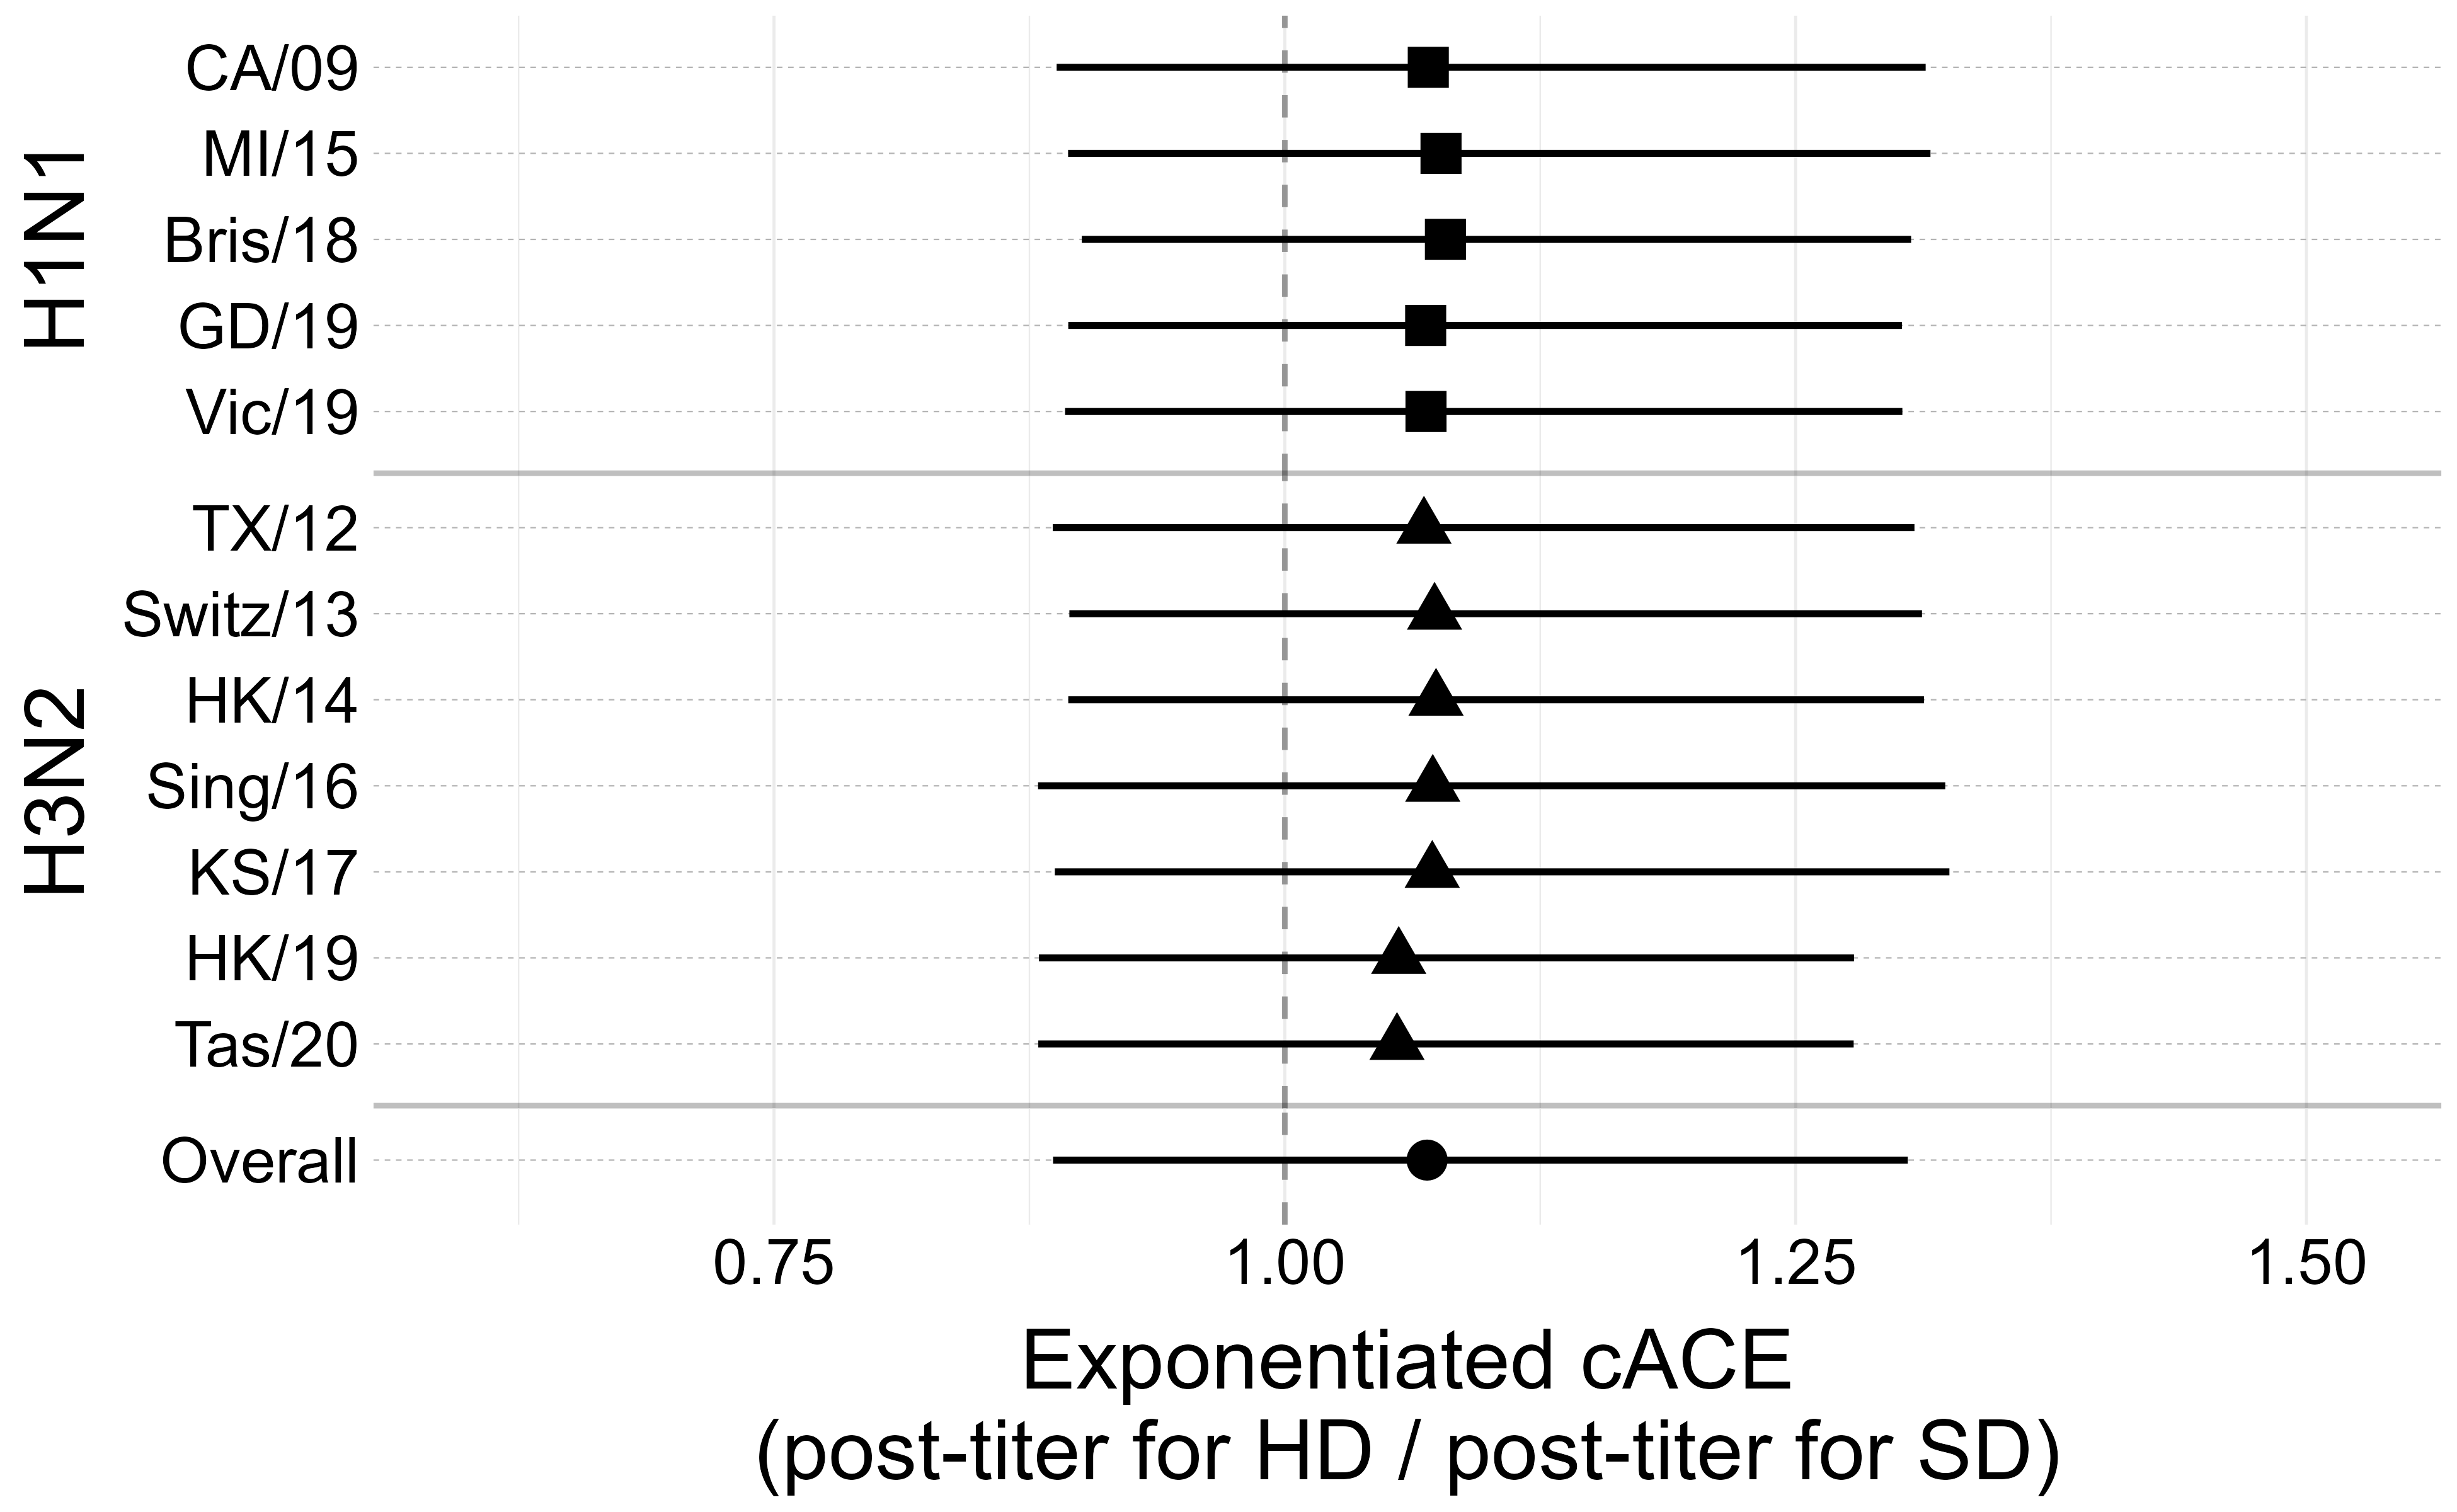 H1N1
CA/09
MI/15
Bris/18
GD/19
Vic/19
H3N2
TX/12
Switz/13
HK/14
Sing/16
KS/17
HK/19
Tas/20
Overall
0.75 1.00 1.25 1.50
Exponentiated cACE
(post-titer for HD / post-titer for SD)